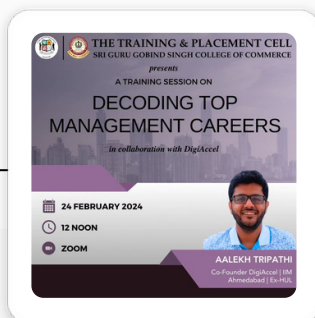 THE TRAINING & PLACEMENT CELL
SRI GURU GOBIND SINGH COLLEGE OF COMMERCE
presents
A TRAINING SESSION ON
DECODING TOP
MANAGEMENT CAREERS
in collaboration with DigiAccel
24 FEBRUARY 2024
12 NOON
ZOOM
AALEKH TRIPATHI
Co-Founder DigiAccel | IIM
Ahmedabad | Ex-HUL